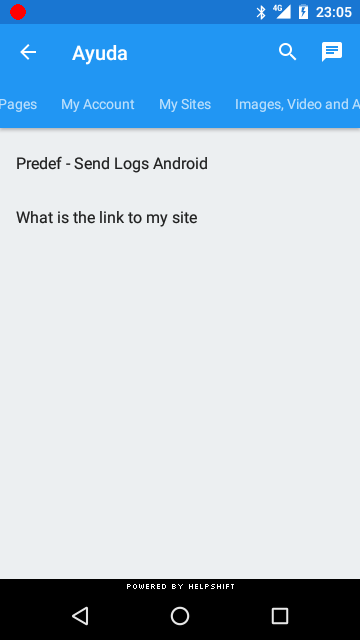 4G 23:05
Ayuda
Pages My Account My Sites Images, Video and A
Predef - Send Logs Android
What is the link to my site
POWERED BY HELPSHIFT